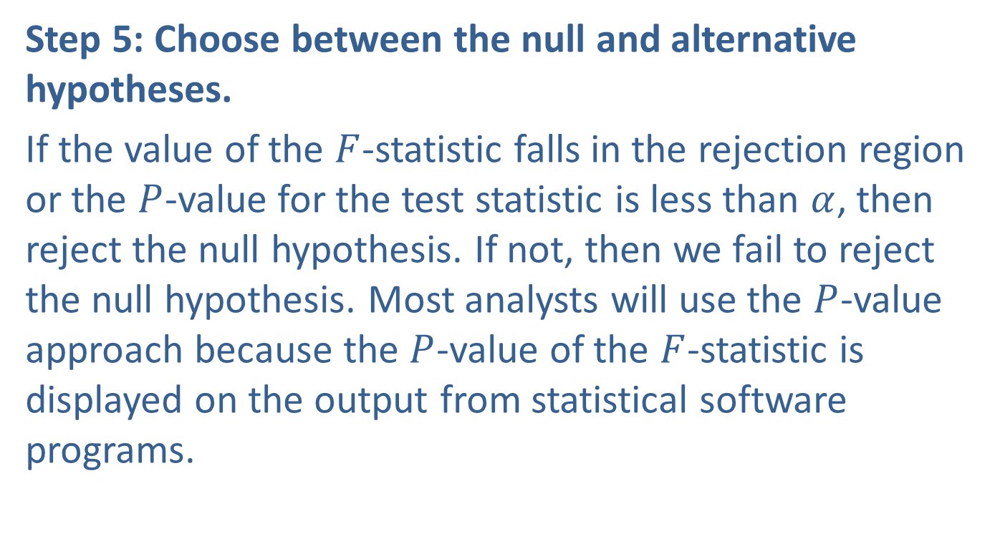 Step 5: Choose between the null and alternative
hypotheses.
If the value of the F-statistic falls in the rejection region
or the P-value for the test statistic is less than α, then
reject the null hypothesis. If not, then we fail to reject
the null hypothesis. Most analysts will use the P-value
approach because the P-value of the F-statistic is
displayed on the output from statistical software
programs.